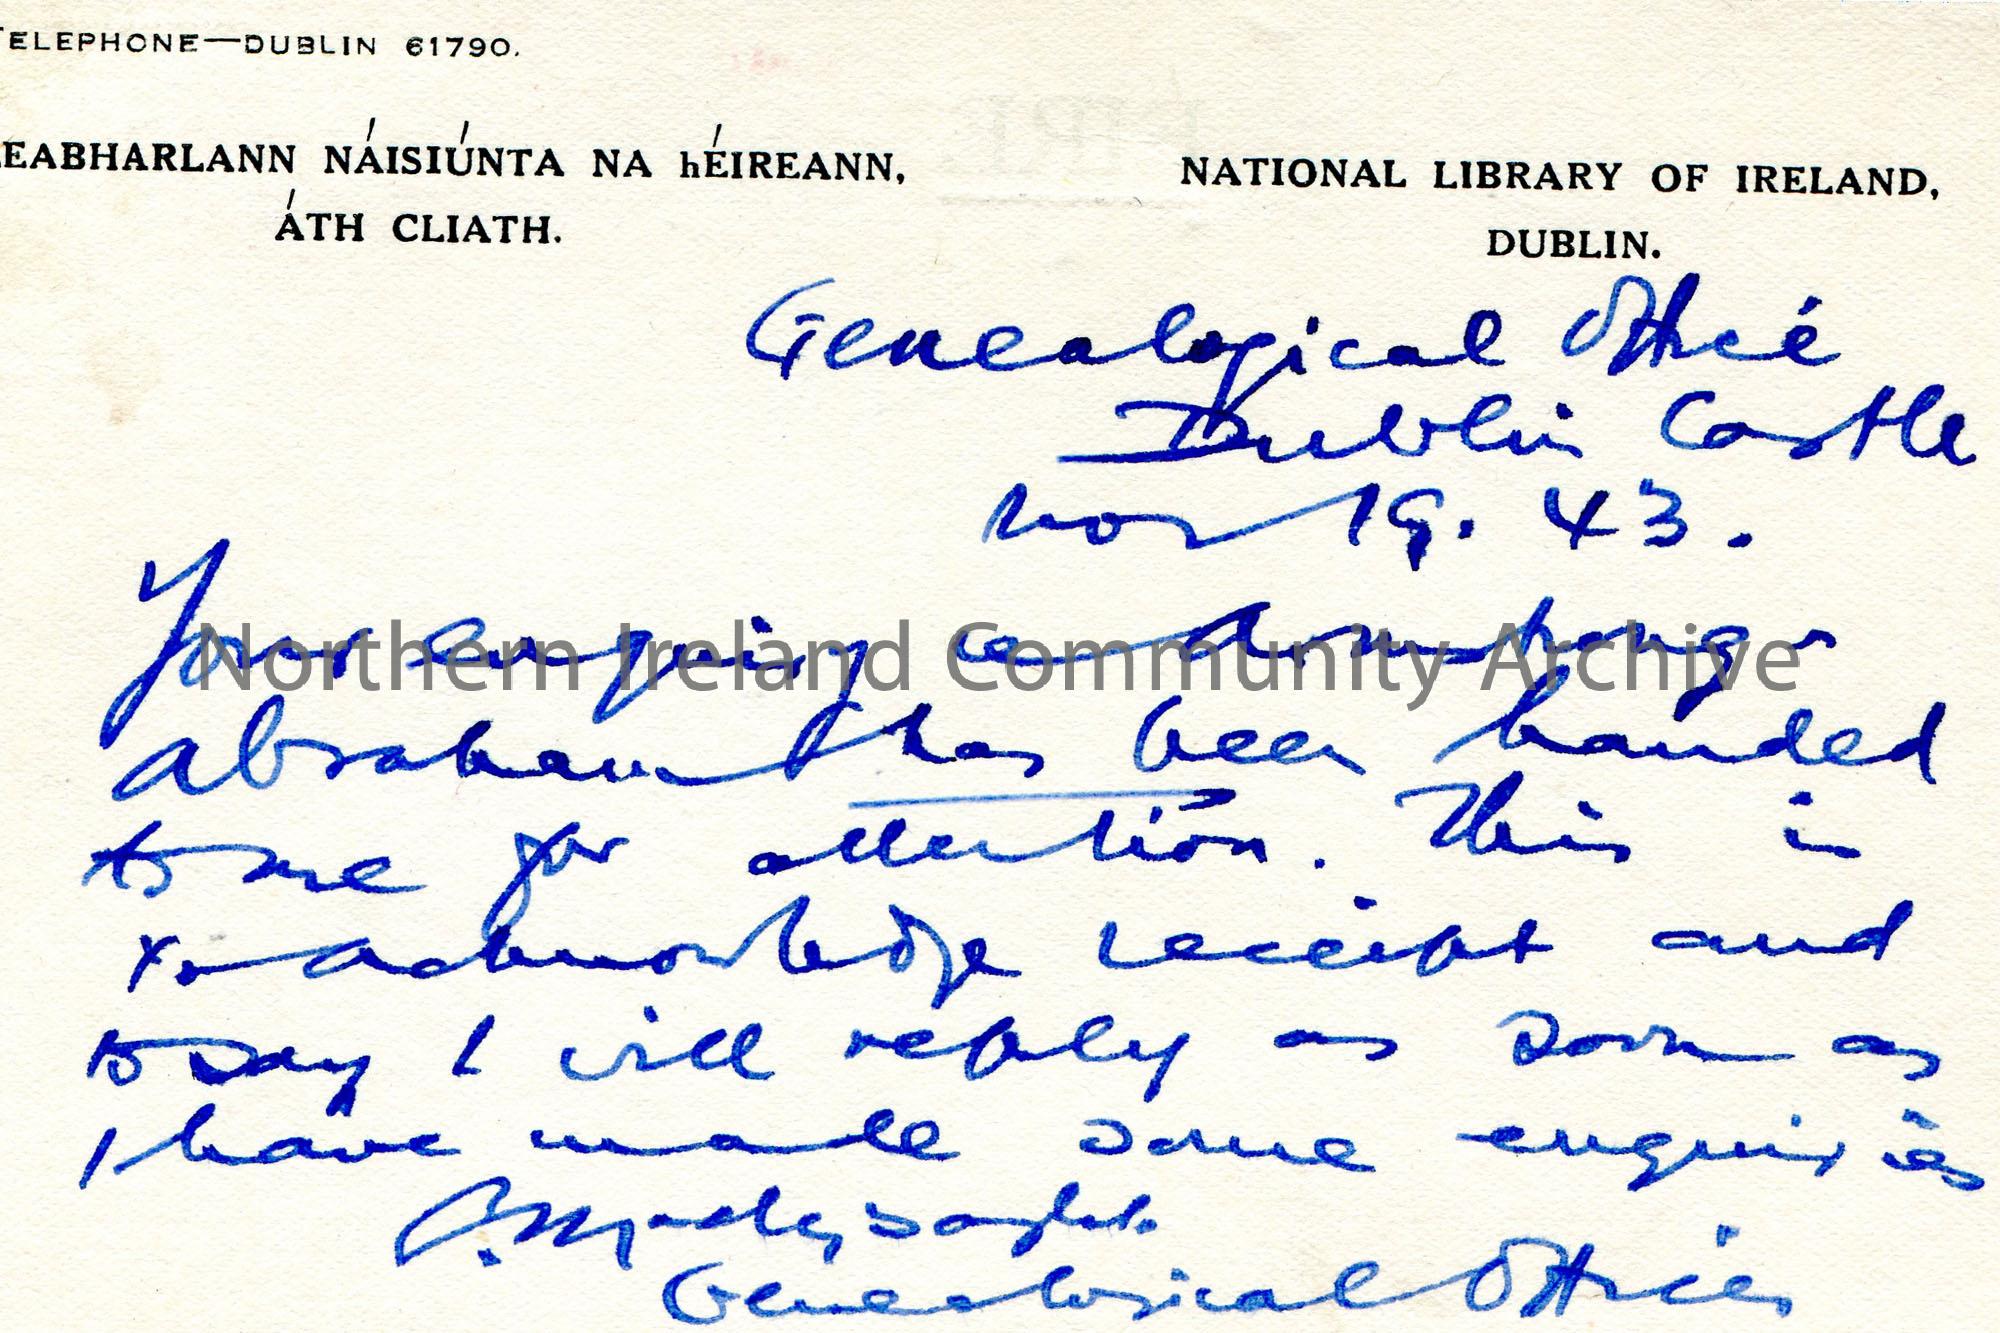 TELEPHONE—DUBLIN 61790.
LEABHARLANN NÁISIÚNTA NA hÉIREANN,
ÁTH CLIATH.
NATIONAL LIBRARY OF IRELAND,
DUBLIN.
Genealogical Office
Dublin Castle
Nov 19. 43.
Your enquiry re Armstrong &
Abraham has been handed
to me for attention. This is
to acknowledge receipt and
to say I will reply as soon as
I have made some enquiries
Genealogical Office
Northern Ireland Community Archive